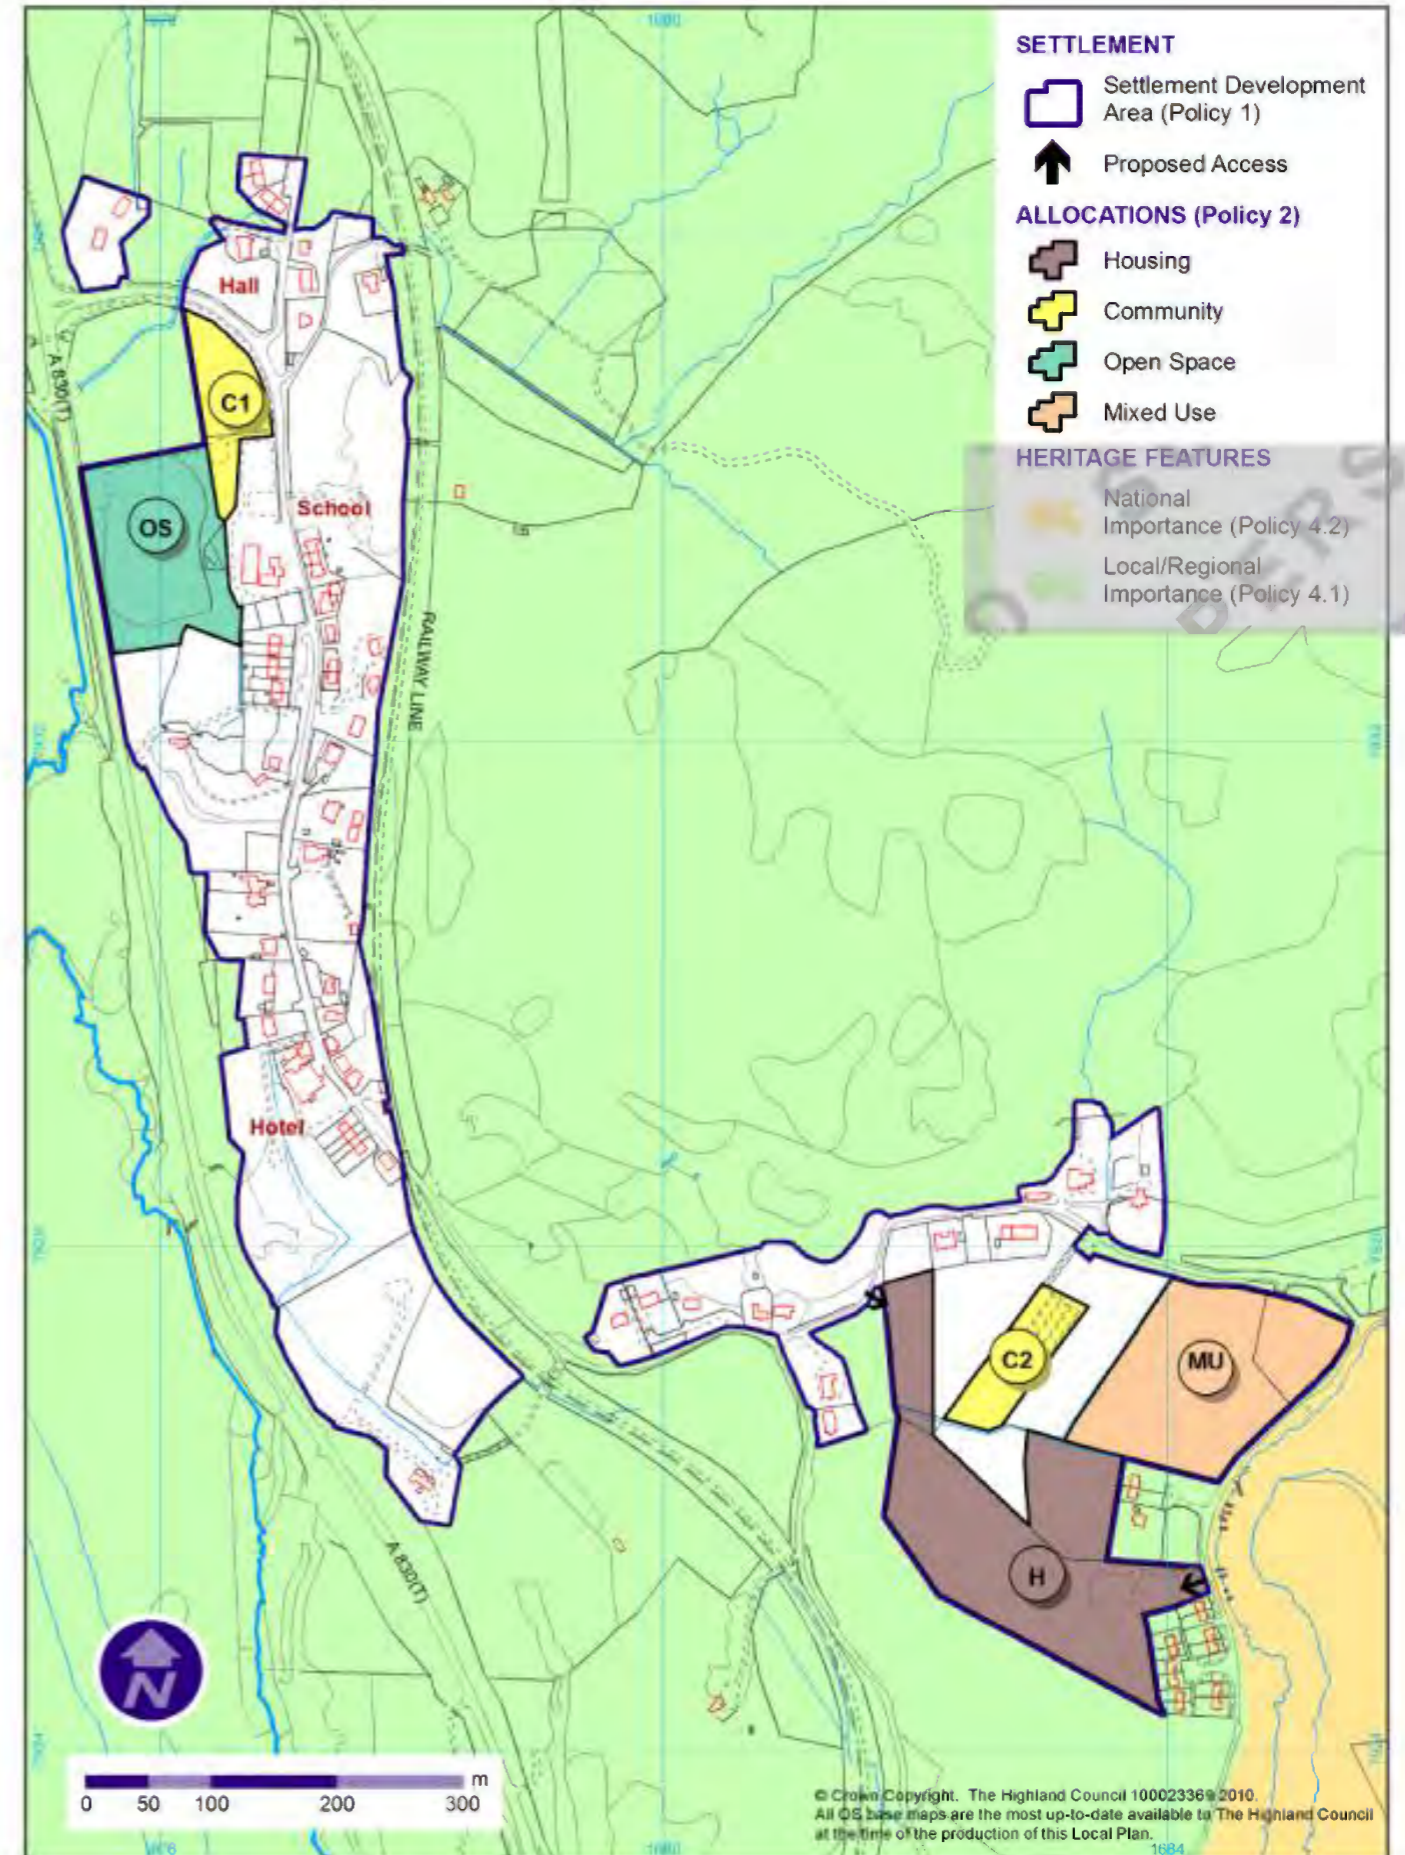 SETTLEMENT
Settlement Development
Area (Policy 1)
Proposed Access
ALLOCATIONS (Policy 2)
Housing
Community
Open Space
Mixed Use
HERITAGE FEATURES
National
Importance (Policy 4.2)
Local/Regional
Importance (Policy 4.1)
1680
Hall
A 830(T)
C1
OS
School
RAILWAY LINE
Hotel
C2
MU
H
A 830(T)
N
m
0 50 100 200 300
© Crown Copyright. The Highland Council 100023369 2010.
All OS base maps are the most up-to-date available to The Highland Council
at the time of the production of this Local Plan.
1680
1684